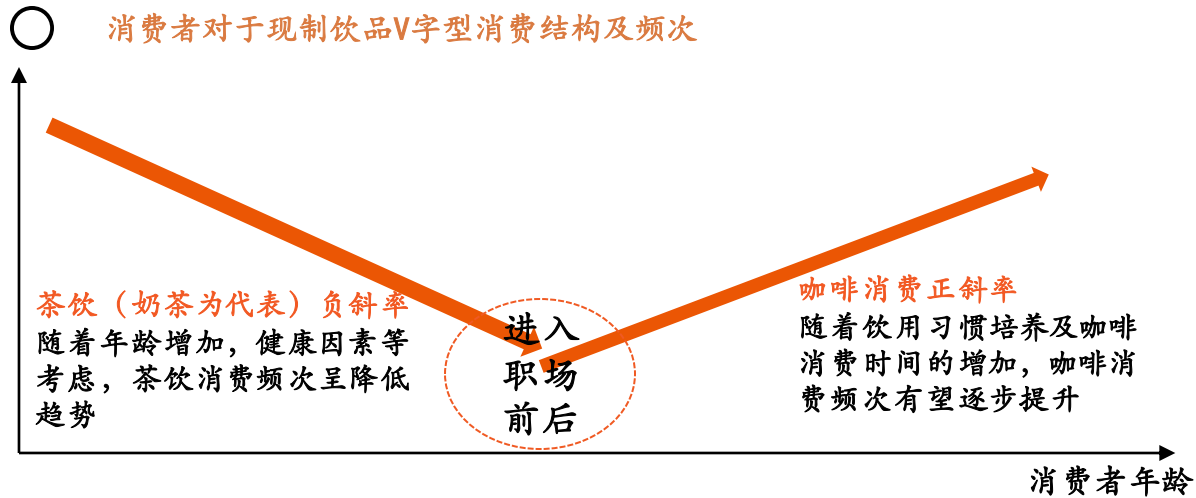 消费者对于现制饮品V字型消费结构及频次
茶饮（奶茶为代表）负斜率
随着年龄增加，健康因素等
考虑，茶饮消费频次呈降低
趋势
进入
职场
前后
咖啡消费正斜率
随着饮用习惯培养及咖啡
消费时间的增加，咖啡消
费频次有望逐步提升
消费者年龄